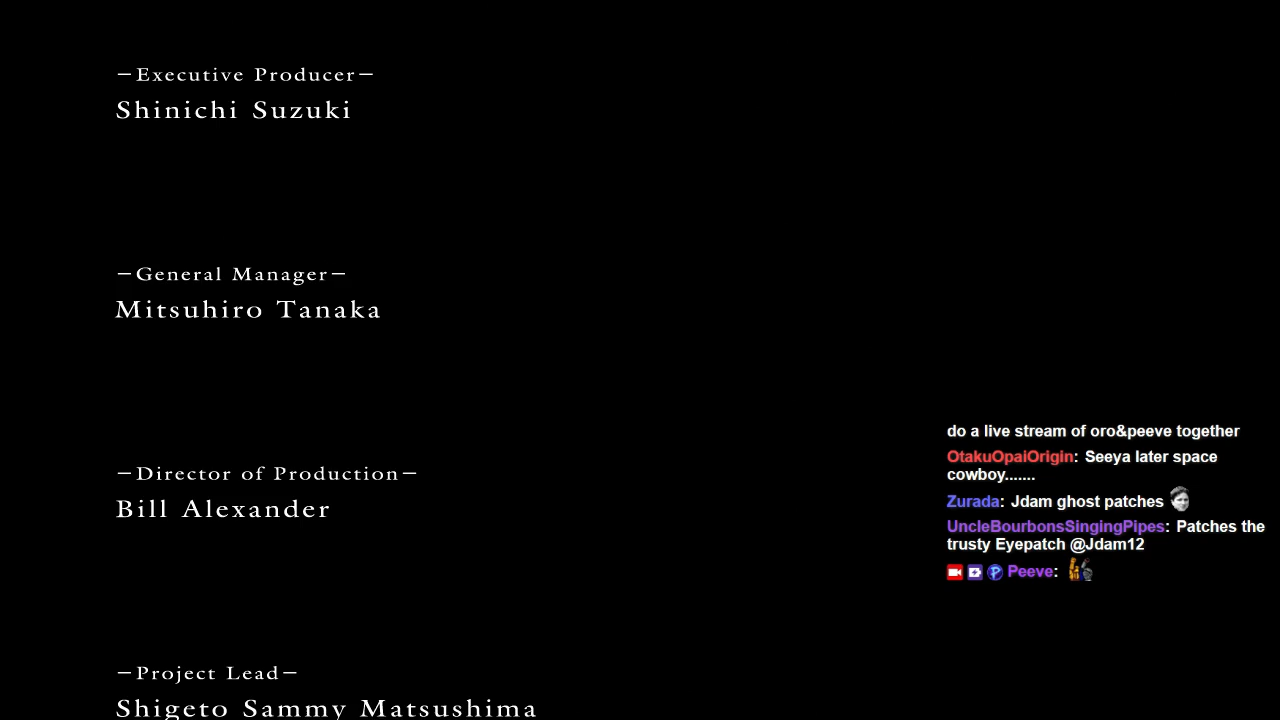 －Executive Producer－
Shinichi Suzuki
－General Manager－
Mitsuhiro Tanaka
－Director of Production－
Bill Alexander
－Project Lead－
Shigeto Sammy Matsushima
do a live stream of oro&peeve together
OtakuOpaiOrigin: Seeya later space
cowboy.......
Zurada: Jdam ghost patches
UncleBourbonsSingingPipes: Patches the
trusty Eyepatch @Jdam12
Peeve: